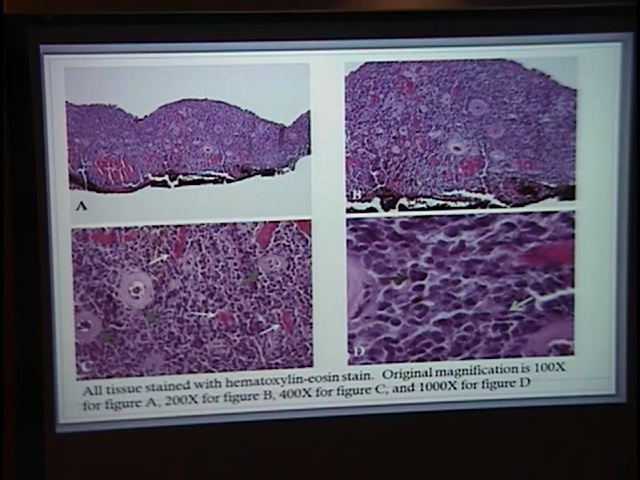 A
B
C
D
All tissue stained with hematoxylin-eosin stain. Original magnification is 100X
for figure A, 200X for figure B, 400X for figure C, and 1000X for figure D